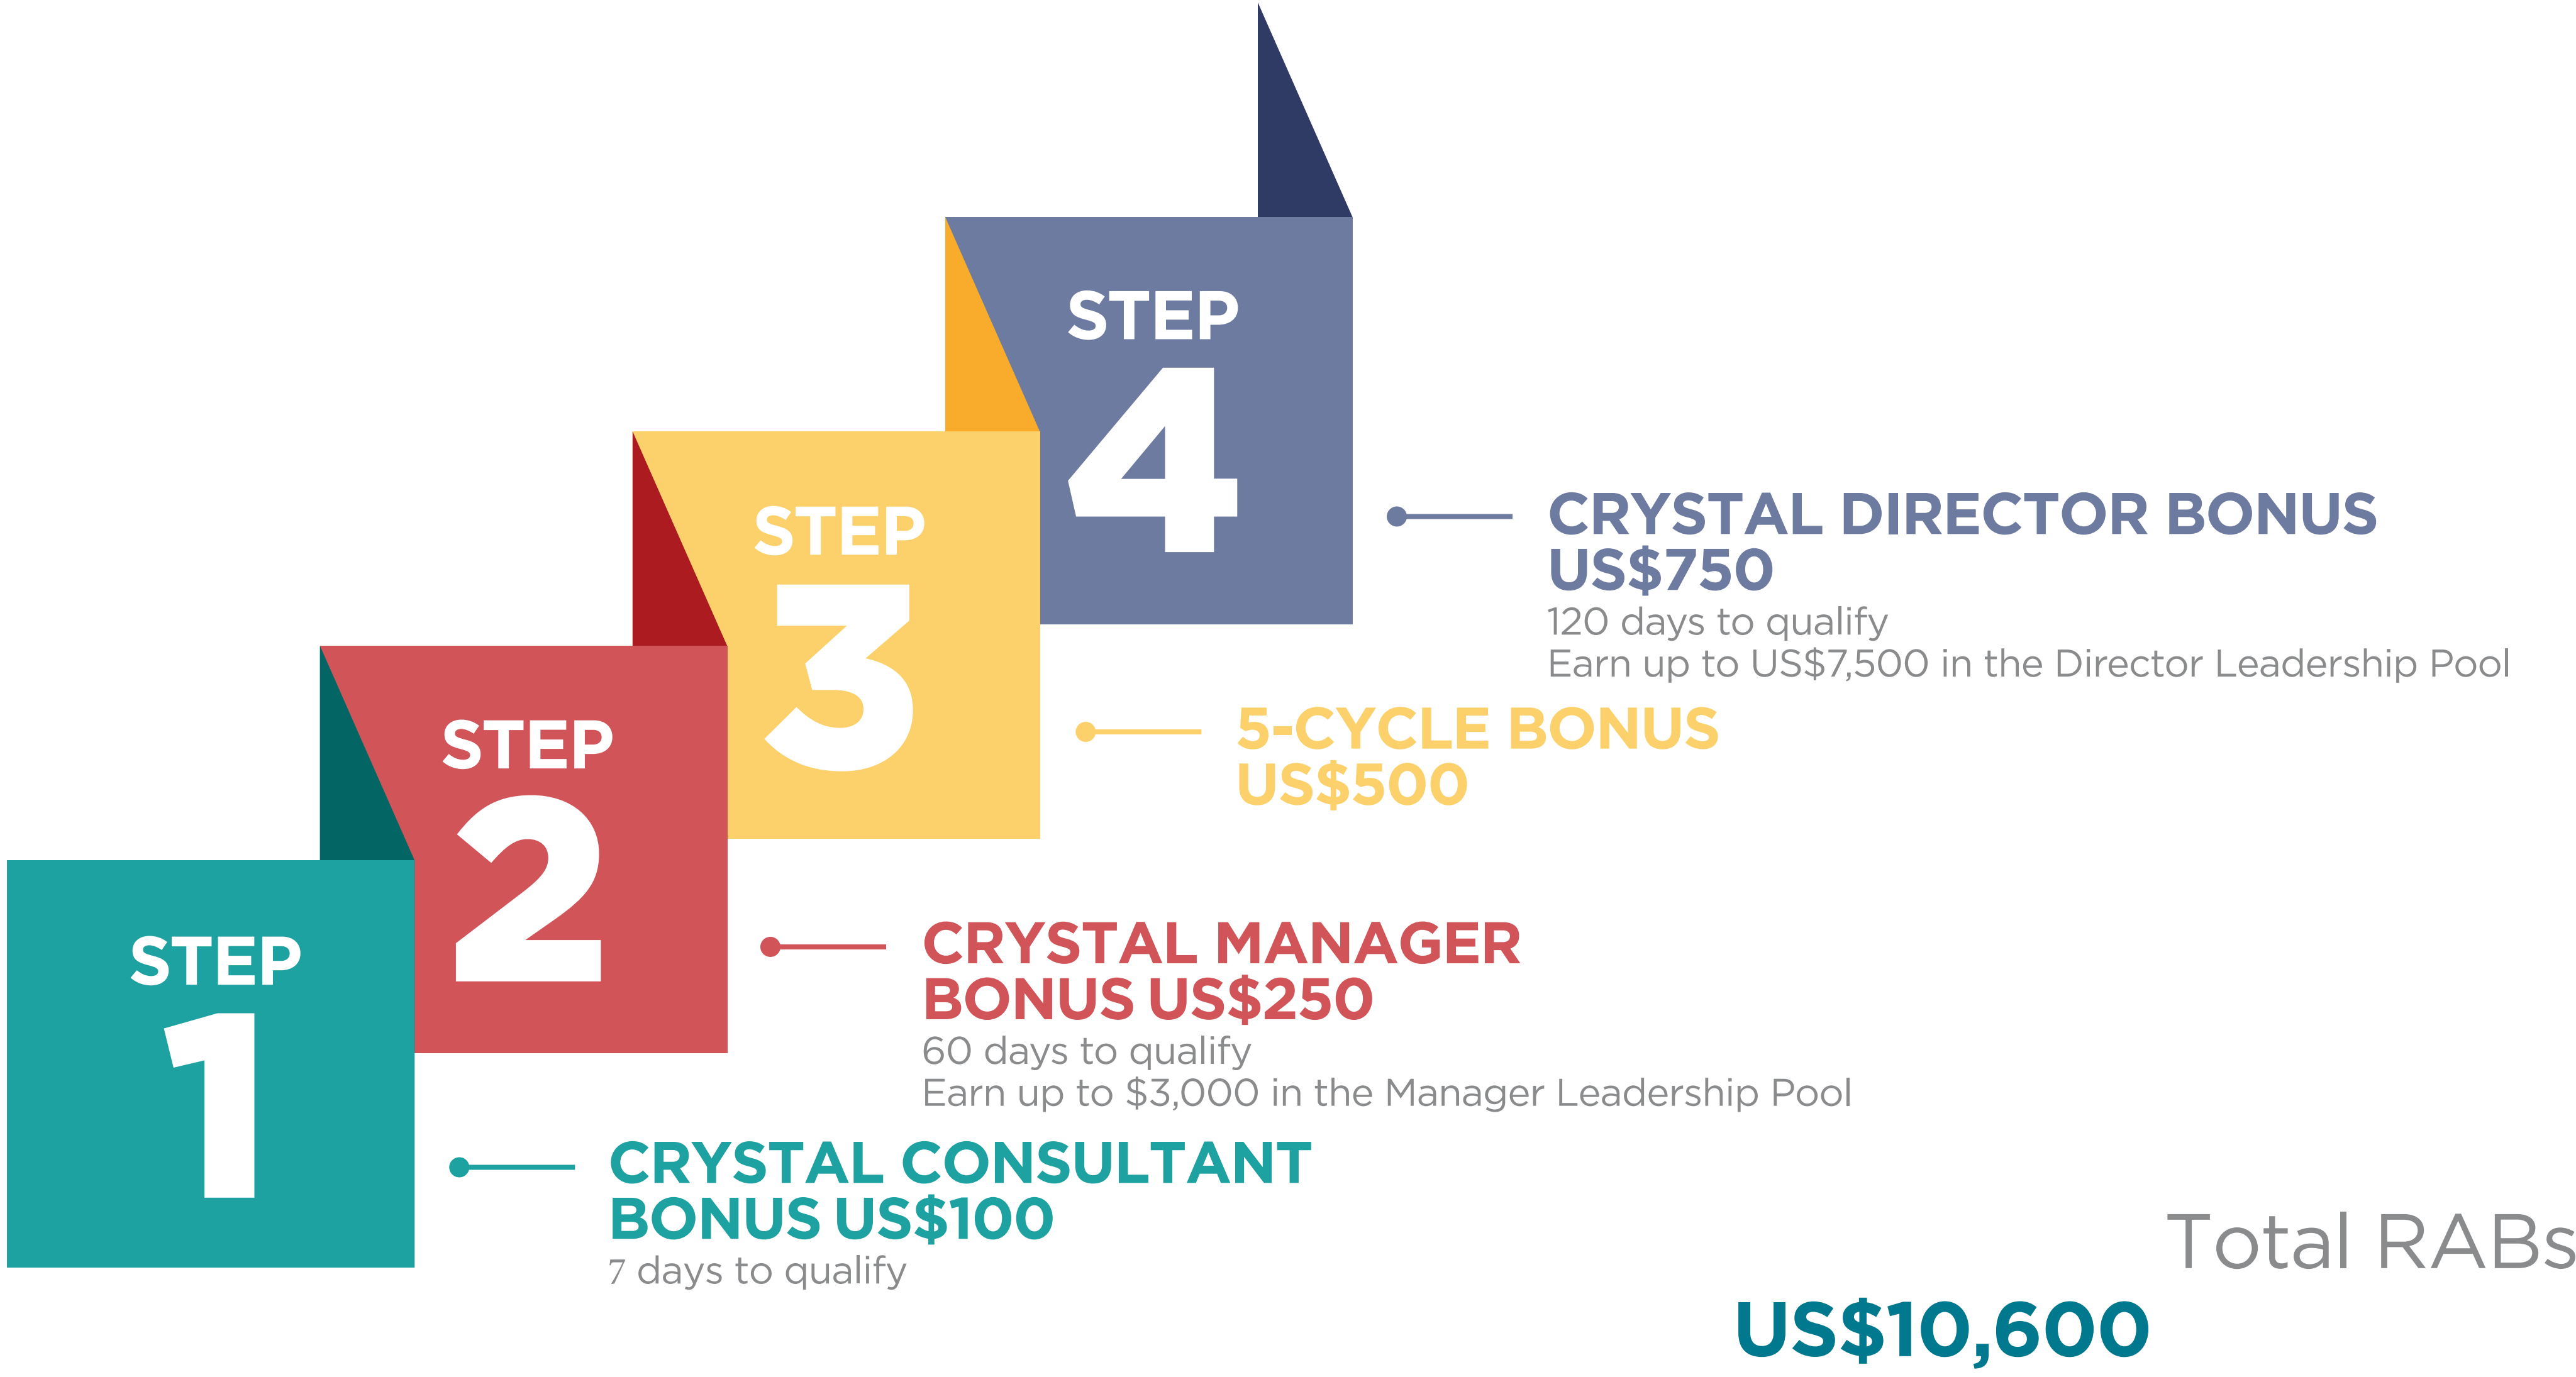 STEP
4
CRYSTAL DIRECTOR BONUS
US$750
120 days to qualify
Earn up to US$7,500 in the Director Leadership Pool
STEP
3
5-CYCLE BONUS
US$500
STEP
2
CRYSTAL MANAGER
BONUS US$250
60 days to qualify
Earn up to $3,000 in the Manager Leadership Pool
STEP
1
CRYSTAL CONSULTANT
BONUS US$100
7 days to qualify
Total RABs
US$10,600